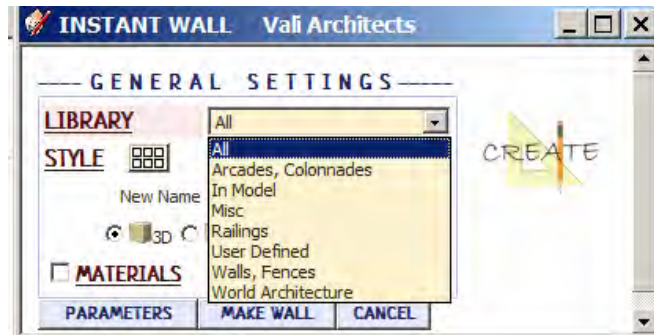 INSTANT WALL Vali Architects
GENERAL SETTINGS
LIBRARY All
All
Arcades, Colonnades
In Model
Misc
Railings
User Defined
Walls, Fences
World Architecture
STYLE
New Name
3D
MATERIALS
PARAMETERS MAKE WALL CANCEL
CREATE